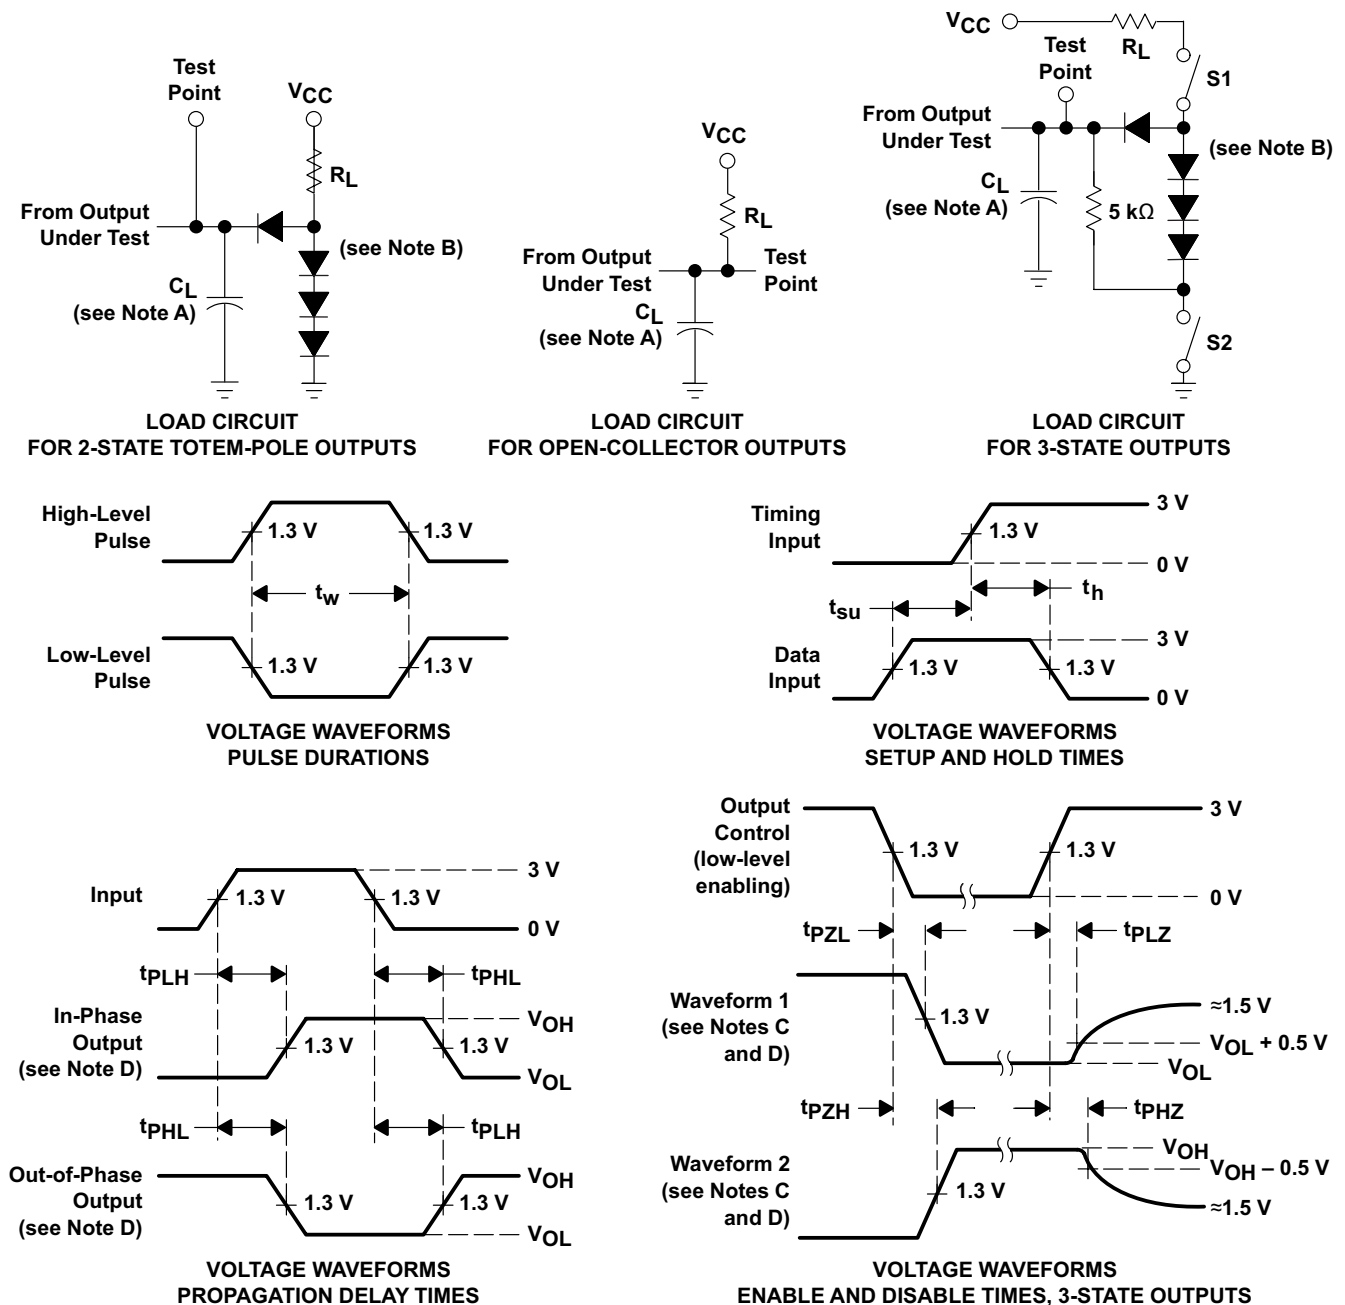 Test
Point
VCC
RL
From Output
Under Test
(see Note B)
CL
(see Note A)
LOAD CIRCUIT
FOR 2-STATE TOTEM-POLE OUTPUTS
VCC
RL
From Output
Under Test
Test
Point
CL
(see Note A)
LOAD CIRCUIT
FOR OPEN-COLLECTOR OUTPUTS
VCC
RL
Test
Point
S1
From Output
Under Test
(see Note B)
CL
(see Note A)
5 kΩ
S2
LOAD CIRCUIT
FOR 3-STATE OUTPUTS
High-Level
Pulse
1.3 V
1.3 V
tw
Low-Level
Pulse
1.3 V
1.3 V
VOLTAGE WAVEFORMS
PULSE DURATIONS
Timing
Input
3 V
1.3 V
0 V
th
tsu
3 V
Data
Input
1.3 V
1.3 V
0 V
VOLTAGE WAVEFORMS
SETUP AND HOLD TIMES
3 V
Input
1.3 V
1.3 V
0 V
tPLH
tPHL
In-Phase
Output
(see Note D)
VOH
1.3 V
1.3 V
VOL
tPHL
tPLH
Out-of-Phase
Output
(see Note D)
VOH
1.3 V
1.3 V
VOL
VOLTAGE WAVEFORMS
PROPAGATION DELAY TIMES
Output
Control
(low-level
enabling)
3 V
1.3 V
1.3 V
0 V
tPZL
tPLZ
Waveform 1
(see Notes C
and D)
1.3 V
≈1.5 V
VOL + 0.5 V
VOL
tPZH
tPHZ
Waveform 2
(see Notes C
and D)
1.3 V
VOH
VOH – 0.5 V
≈1.5 V
VOLTAGE WAVEFORMS
ENABLE AND DISABLE TIMES, 3-STATE OUTPUTS